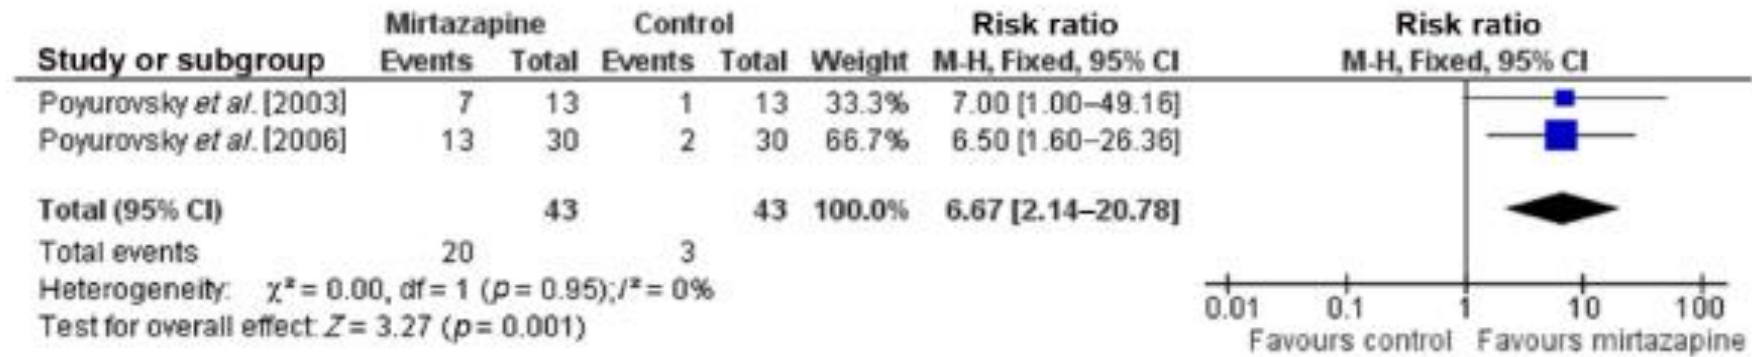 Mirtazapine Control Risk ratio Risk ratio
Study or subgroup Events Total Events Total Weight M-H, Fixed, 95% CI M-H, Fixed, 95% CI
Poyurovsky et al. [2003] 7 13 1 13 33.3% 7.00 [1.00–49.16]
Poyurovsky et al. [2006] 13 30 2 30 66.7% 6.50 [1.60–26.36]
Total (95% CI) 43 43 100.0% 6.67 [2.14–20.78]
Total events 20 3
Heterogeneity: χ² = 0.00, df = 1 (p = 0.95); I² = 0%
Test for overall effect: Z = 3.27 (p = 0.001)
0.01 0.1 1 10 100
Favours control Favours mirtazapine